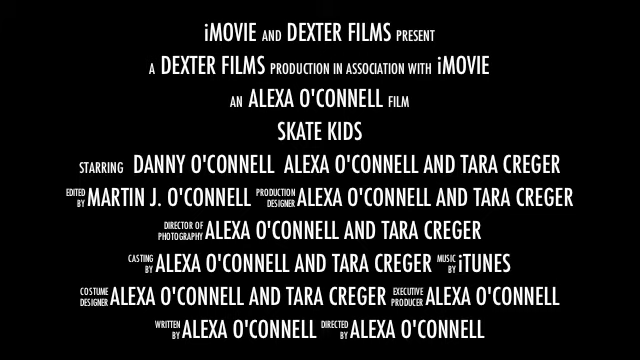 iMOVIE AND DEXTER FILMS PRESENT
A DEXTER FILMS PRODUCTION IN ASSOCIATION WITH iMOVIE
AN ALEXA O'CONNELL FILM
SKATE KIDS
STARRING DANNY O'CONNELL ALEXA O'CONNELL AND TARA CREGER
EDITED BY MARTIN J. O'CONNELL PRODUCTION DESIGNER ALEXA O'CONNELL AND TARA CREGER
DIRECTOR OF PHOTOGRAPHY ALEXA O'CONNELL AND TARA CREGER
CASTING BY ALEXA O'CONNELL AND TARA CREGER MUSIC BY iTUNES
COSTUME DESIGNER ALEXA O'CONNELL AND TARA CREGER EXECUTIVE PRODUCER ALEXA O'CONNELL
WRITTEN BY ALEXA O'CONNELL DIRECTED BY ALEXA O'CONNELL